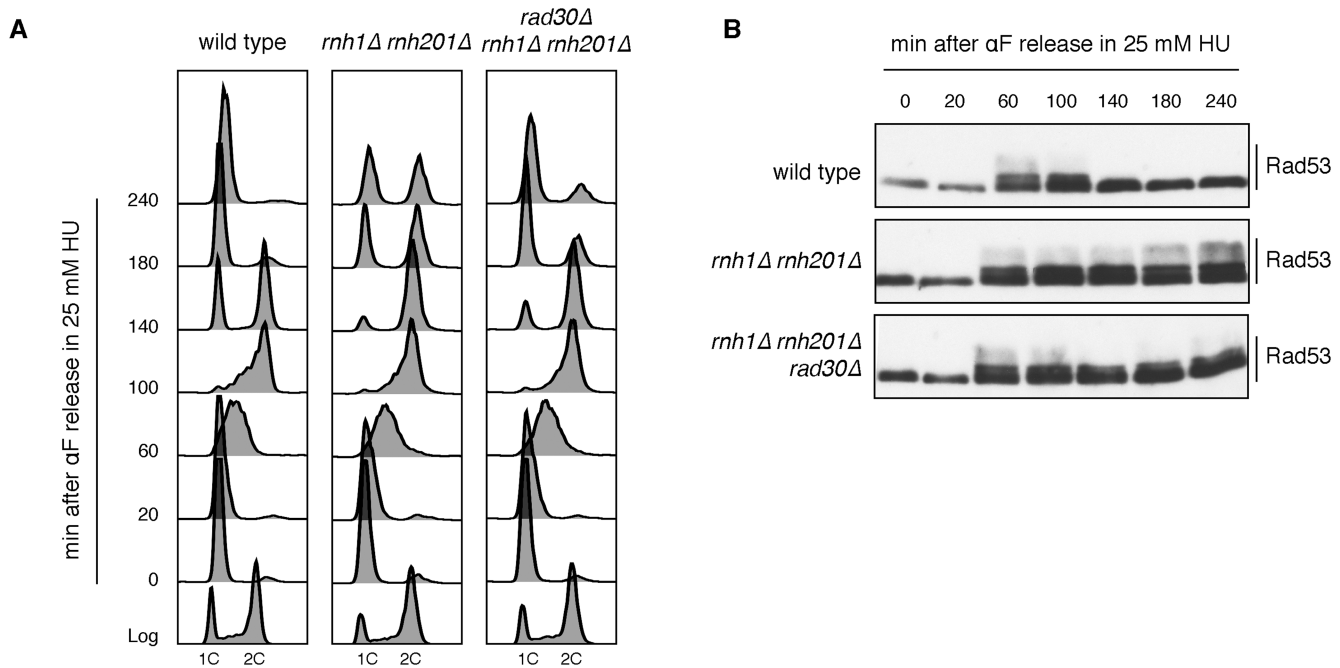 A
wild type
rnh1Δ rnh201Δ
rad30Δ
rnh1Δ rnh201Δ
min after αF release in 25 mM HU
240
180
140
100
60
20
0
Log
1C 2C
1C 2C
1C 2C
B
min after αF release in 25 mM HU
0 20 60 100 140 180 240
wild type
Rad53
rnh1Δ rnh201Δ
Rad53
rnh1Δ rnh201Δ
rad30Δ
Rad53